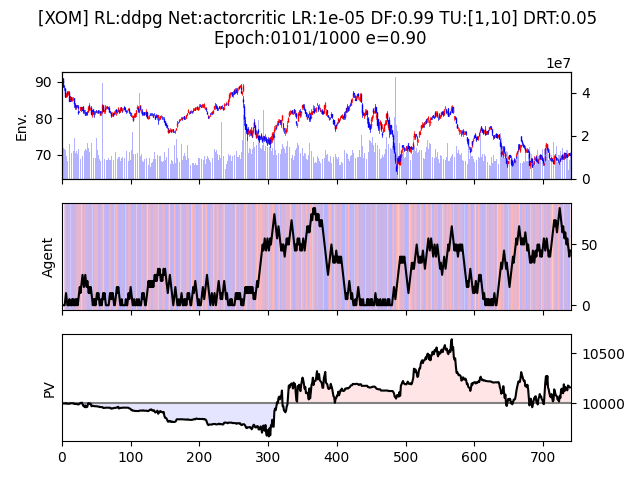 [XOM] RL:ddpg Net:actorcritic LR:1e-05 DF:0.99 TU:[1,10] DRT:0.05
Epoch:0101/1000 e=0.90
1e7
Env.
90
80
70
4
2
0
Agent
50
0
PV
10500
10000
0 100 200 300 400 500 600 700